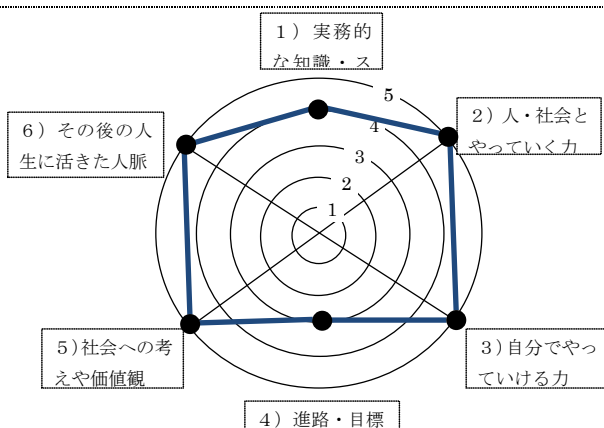 １）実務的
な知識・ス
5
4
3
2
1
２）人・社会と
やっていく力
３)自分でやっ
ていける力
４）進路・目標
５)社会への考
えや価値観
６）その後の人
生に活きた人脈